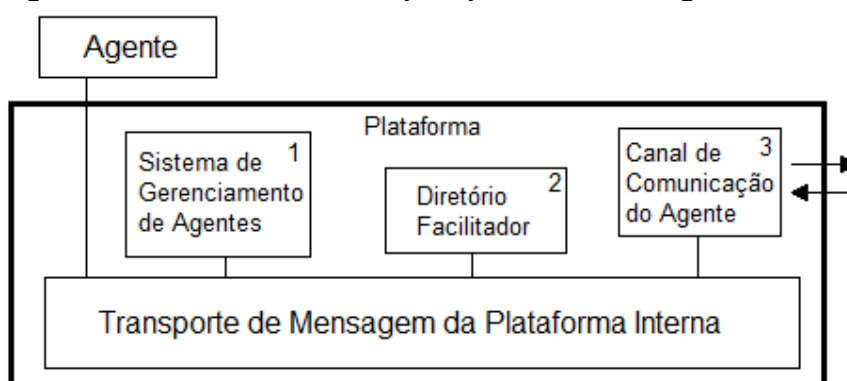 Agente
Plataforma
Sistema de 1
Gerenciamento
de Agentes
Diretório 2
Facilitador
Canal de 3
Comunicação
do Agente
Transporte de Mensagem da Plataforma Interna